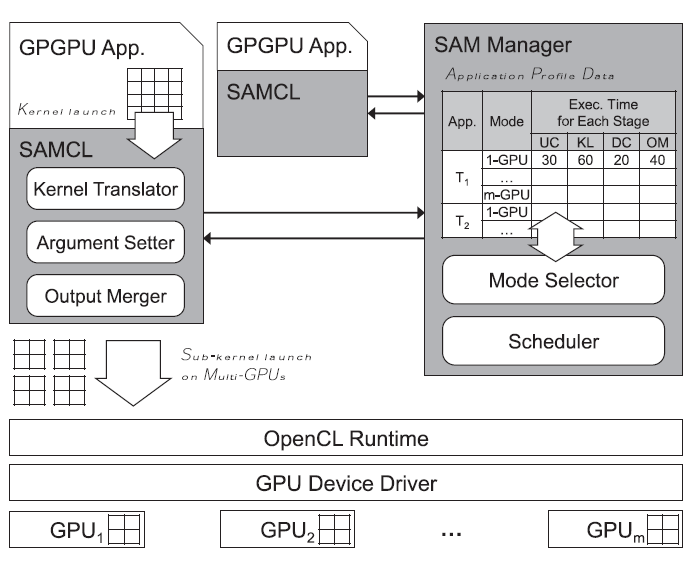 GPGPU App.
Kernel launch
SAMCL
Kernel Translator
Argument Setter
Output Merger
GPGPU App.
SAMCL
SAM Manager
Application Profile Data
App. Mode Exec. Time
for Each Stage
UC KL DC OM
T1 1-GPU 30 60 20 40
...
m-GPU
T2 1-GPU
...
Mode Selector
Scheduler
Sub-kernel launch
on Multi-GPUs
OpenCL Runtime
GPU Device Driver
GPU1 GPU2 ... GPUm